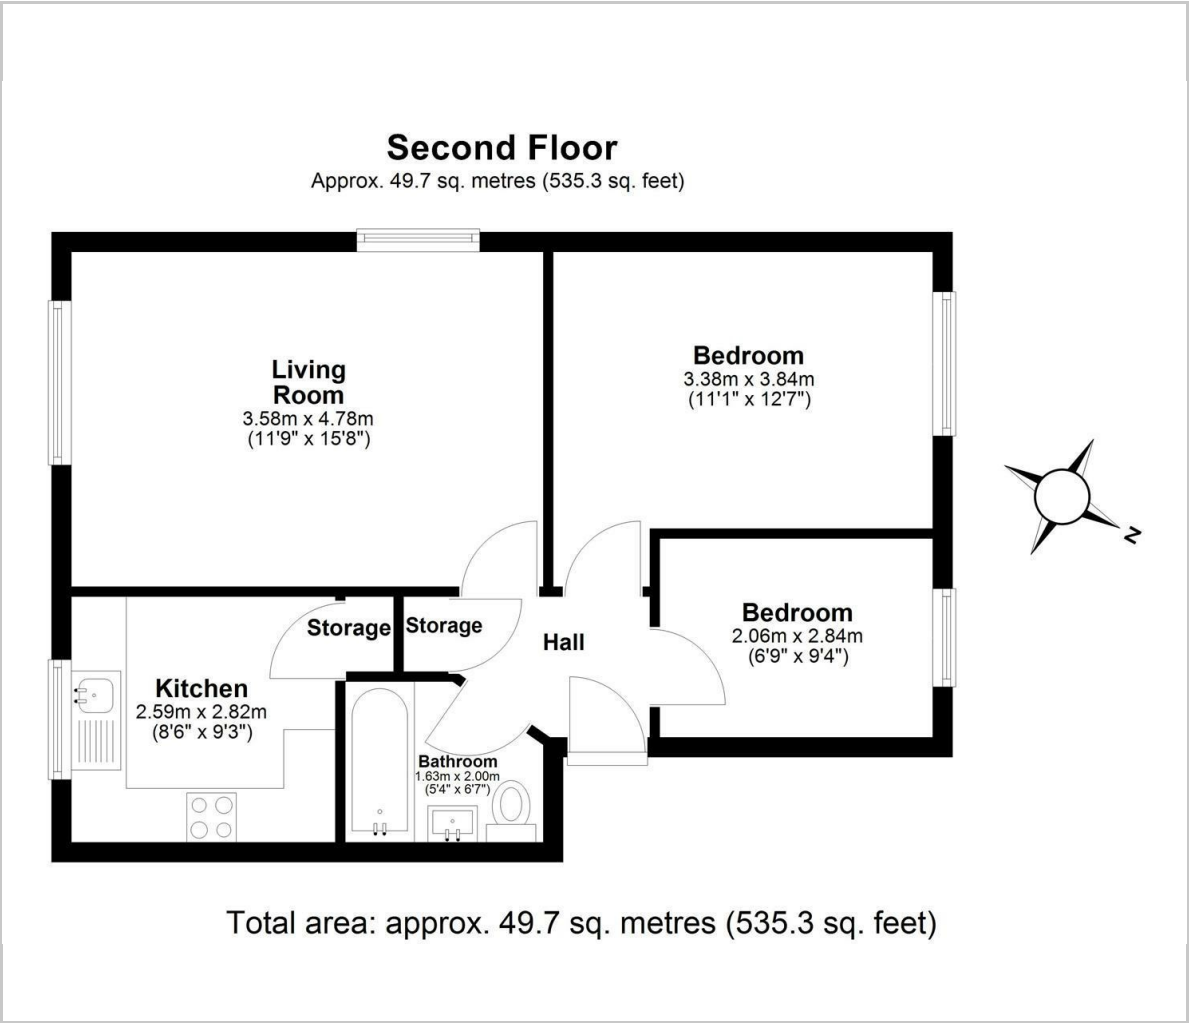 Second Floor
Approx. 49.7 sq. metres (535.3 sq. feet)
Living
Room
3.58m x 4.78m
(11'9" x 15'8")
Bedroom
3.38m x 3.84m
(11'1" x 12'7")
N
Storage
Storage
Hall
Bedroom
2.06m x 2.84m
(6'9" x 9'4")
Kitchen
2.59m x 2.82m
(8'6" x 9'3")
Bathroom
1.63m x 2.00m
(5'4" x 6'7")
Total area: approx. 49.7 sq. metres (535.3 sq. feet)